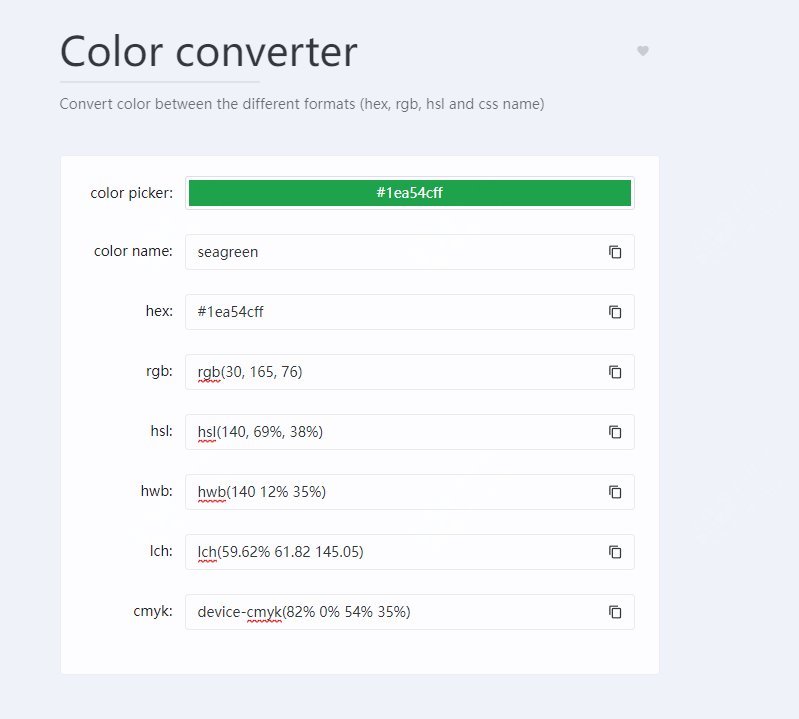 Color converter
Convert color between the different formats (hex, rgb, hsl and css name)
color picker: #1ea54cff
color name: seagreen
hex: #1ea54cff
rgb: rgb(30, 165, 76)
hsl: hsl(140, 69%, 38%)
hwb: hwb(140 12% 35%)
lch: lch(59.62% 61.82 145.05)
cmyk: device-cmyk(82% 0% 54% 35%)